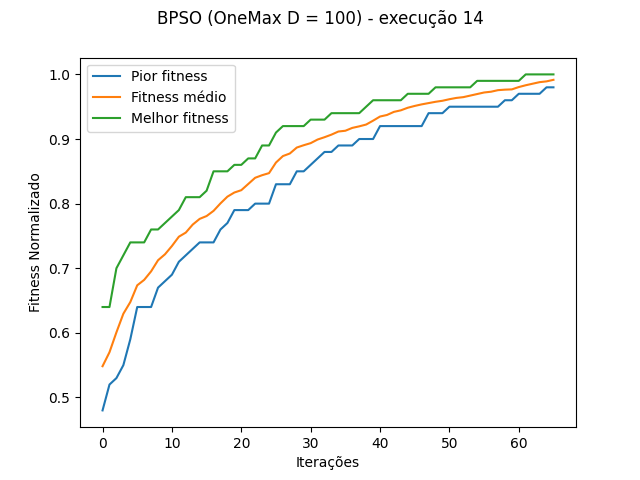 BPSO (OneMax D = 100) - execução 14
Pior fitness
Fitness médio
Melhor fitness
Fitness Normalizado
1.0
0.9
0.8
0.7
0.6
0.5
0 10 20 30 40 50 60
Iterações